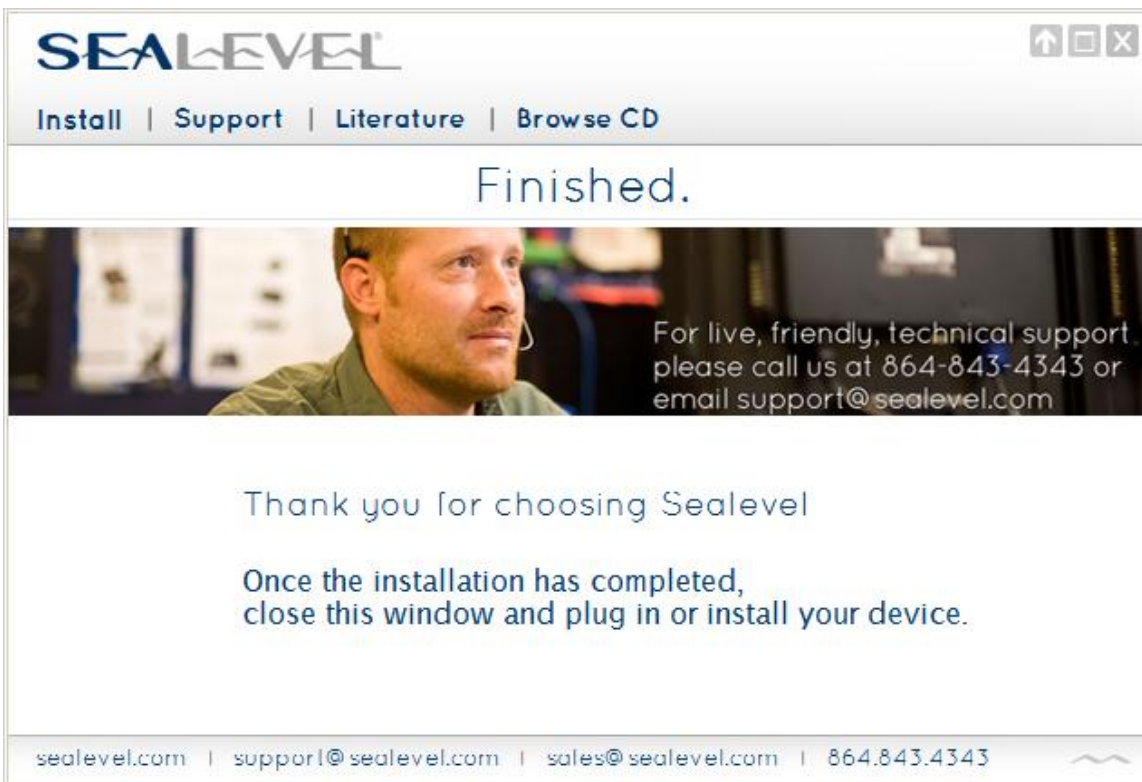 SEALEVEL®
Install | Support | Literature | Browse CD
Finished.
For live, friendly, technical support
please call us at 864-843-4343 or
email support@sealevel.com
Thank you for choosing Sealevel
Once the installation has completed,
close this window and plug in or install your device.
sealevel.com | support@sealevel.com | sales@sealevel.com | 864.843.4343